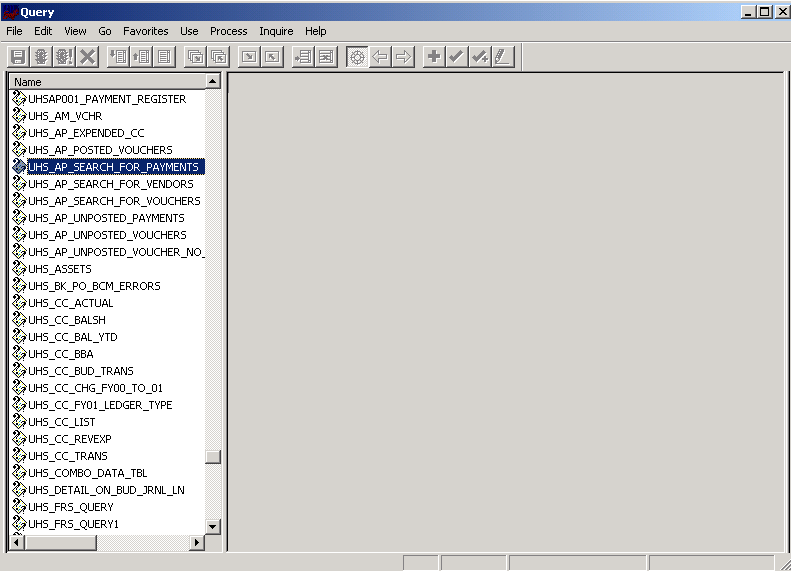 Query
File Edit View Go Favorites Use Process Inquire Help
Name
UHSAP001_PAYMENT_REGISTER
UHS_AM_VCHR
UHS_AP_EXPENDED_CC
UHS_AP_POSTED_VOUCHERS
UHS_AP_SEARCH_FOR_PAYMENTS
UHS_AP_SEARCH_FOR_VENDORS
UHS_AP_SEARCH_FOR_VOUCHERS
UHS_AP_UNPOSTED_PAYMENTS
UHS_AP_UNPOSTED_VOUCHERS
UHS_AP_UNPOSTED_VOUCHER_NO_
UHS_ASSETS
UHS_BK_PO_BCM_ERRORS
UHS_CC_ACTUAL
UHS_CC_BALSH
UHS_CC_BAL_YTD
UHS_CC_BBA
UHS_CC_BUD_TRANS
UHS_CC_CHG_FY00_TO_01
UHS_CC_FY01_LEDGER_TYPE
UHS_CC_LIST
UHS_CC_REVEXP
UHS_CC_TRANS
UHS_COMBO_DATA_TBL
UHS_DETAIL_ON_BUD_JRNL_LN
UHS_FRS_QUERY
UHS_FRS_QUERY1